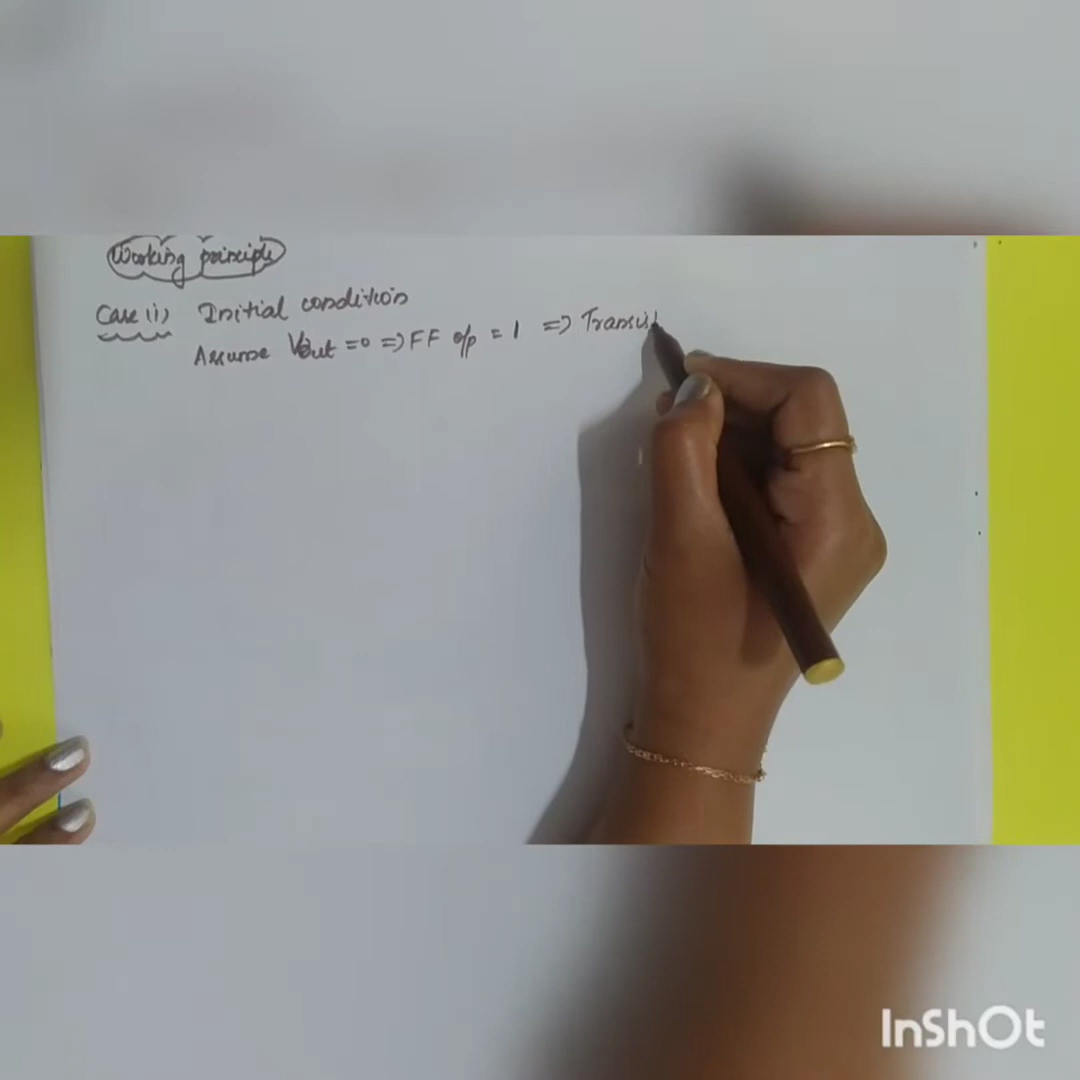 Working principle
Case (i) Initial condition
Assume Vout = 0 => FF o/p = 1 => Transis
InShOt